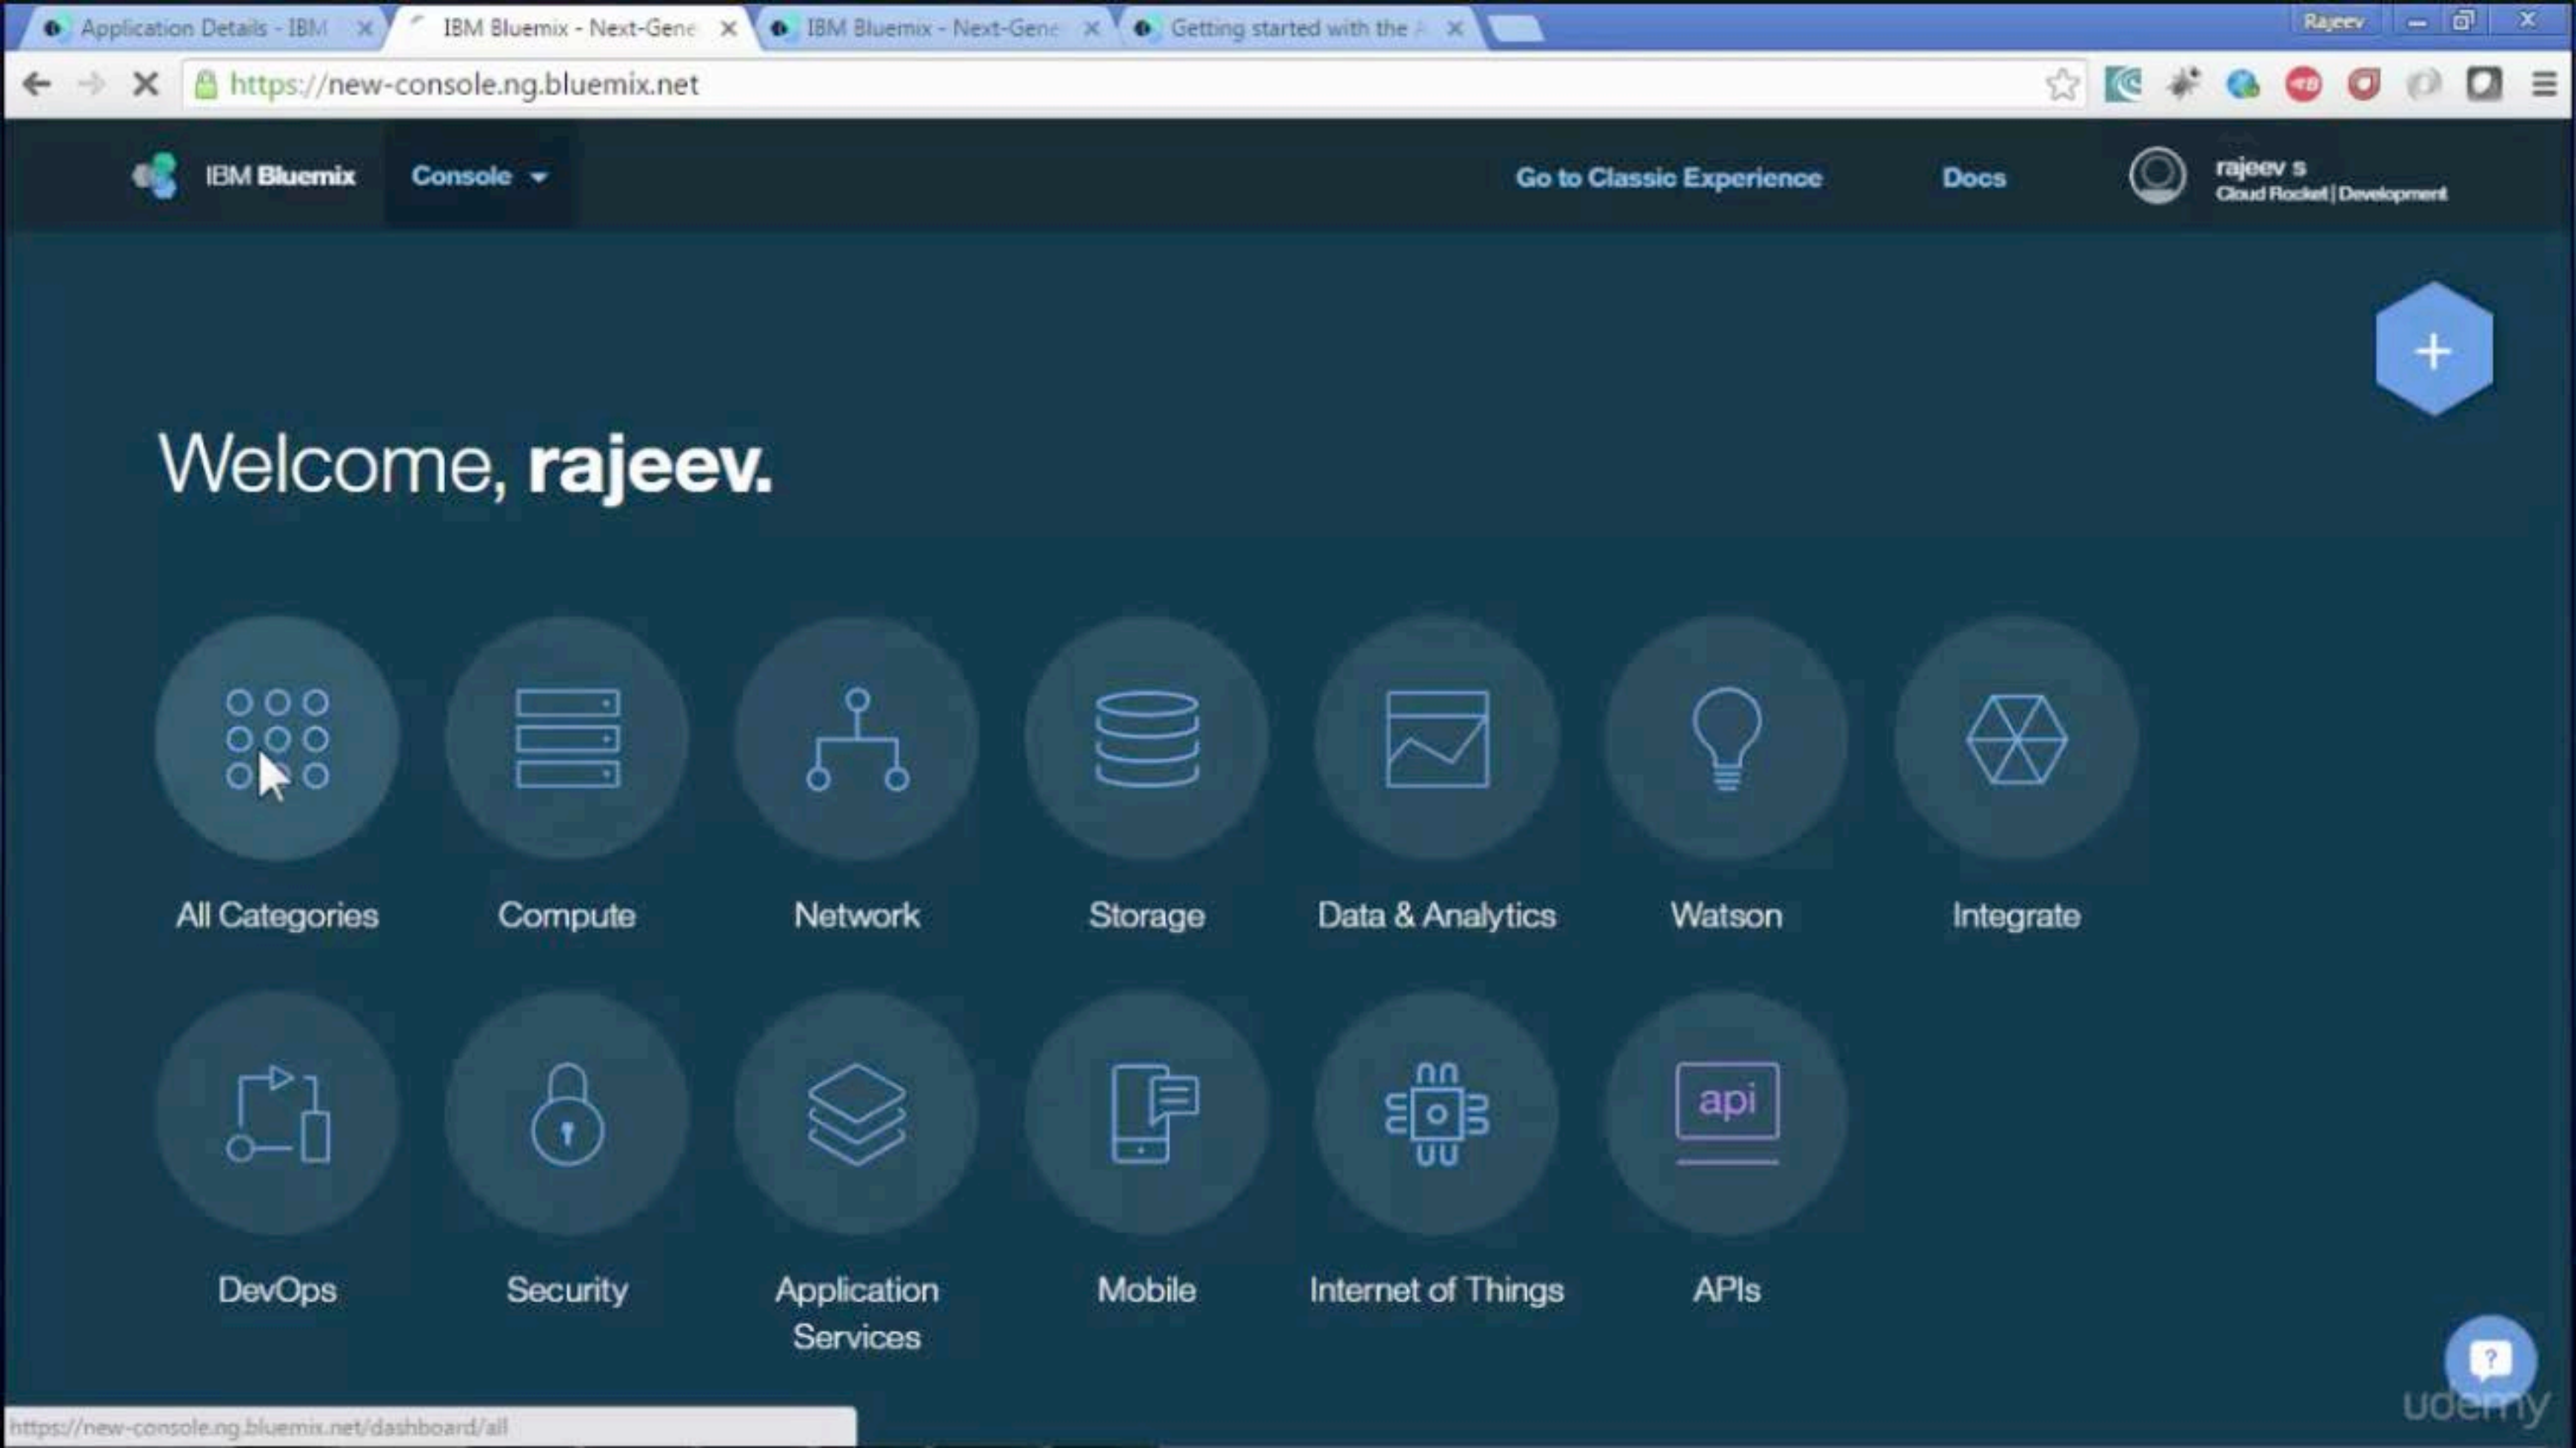 Application Details - IBM
IBM Bluemix - Next-Gene
IBM Bluemix - Next-Gene
Getting started with the A
Rajeev
https://new-console.ng.bluemix.net
IBM Bluemix
Console
Go to Classic Experience
Docs
rajeev s
Cloud Rocket | Development
+
Welcome, rajeev.
All Categories
Compute
Network
Storage
Data & Analytics
Watson
Integrate
api
DevOps
Security
Application
Services
Mobile
Internet of Things
APIs
?
udemy
https://new-console.ng.bluemix.net/dashboard/all